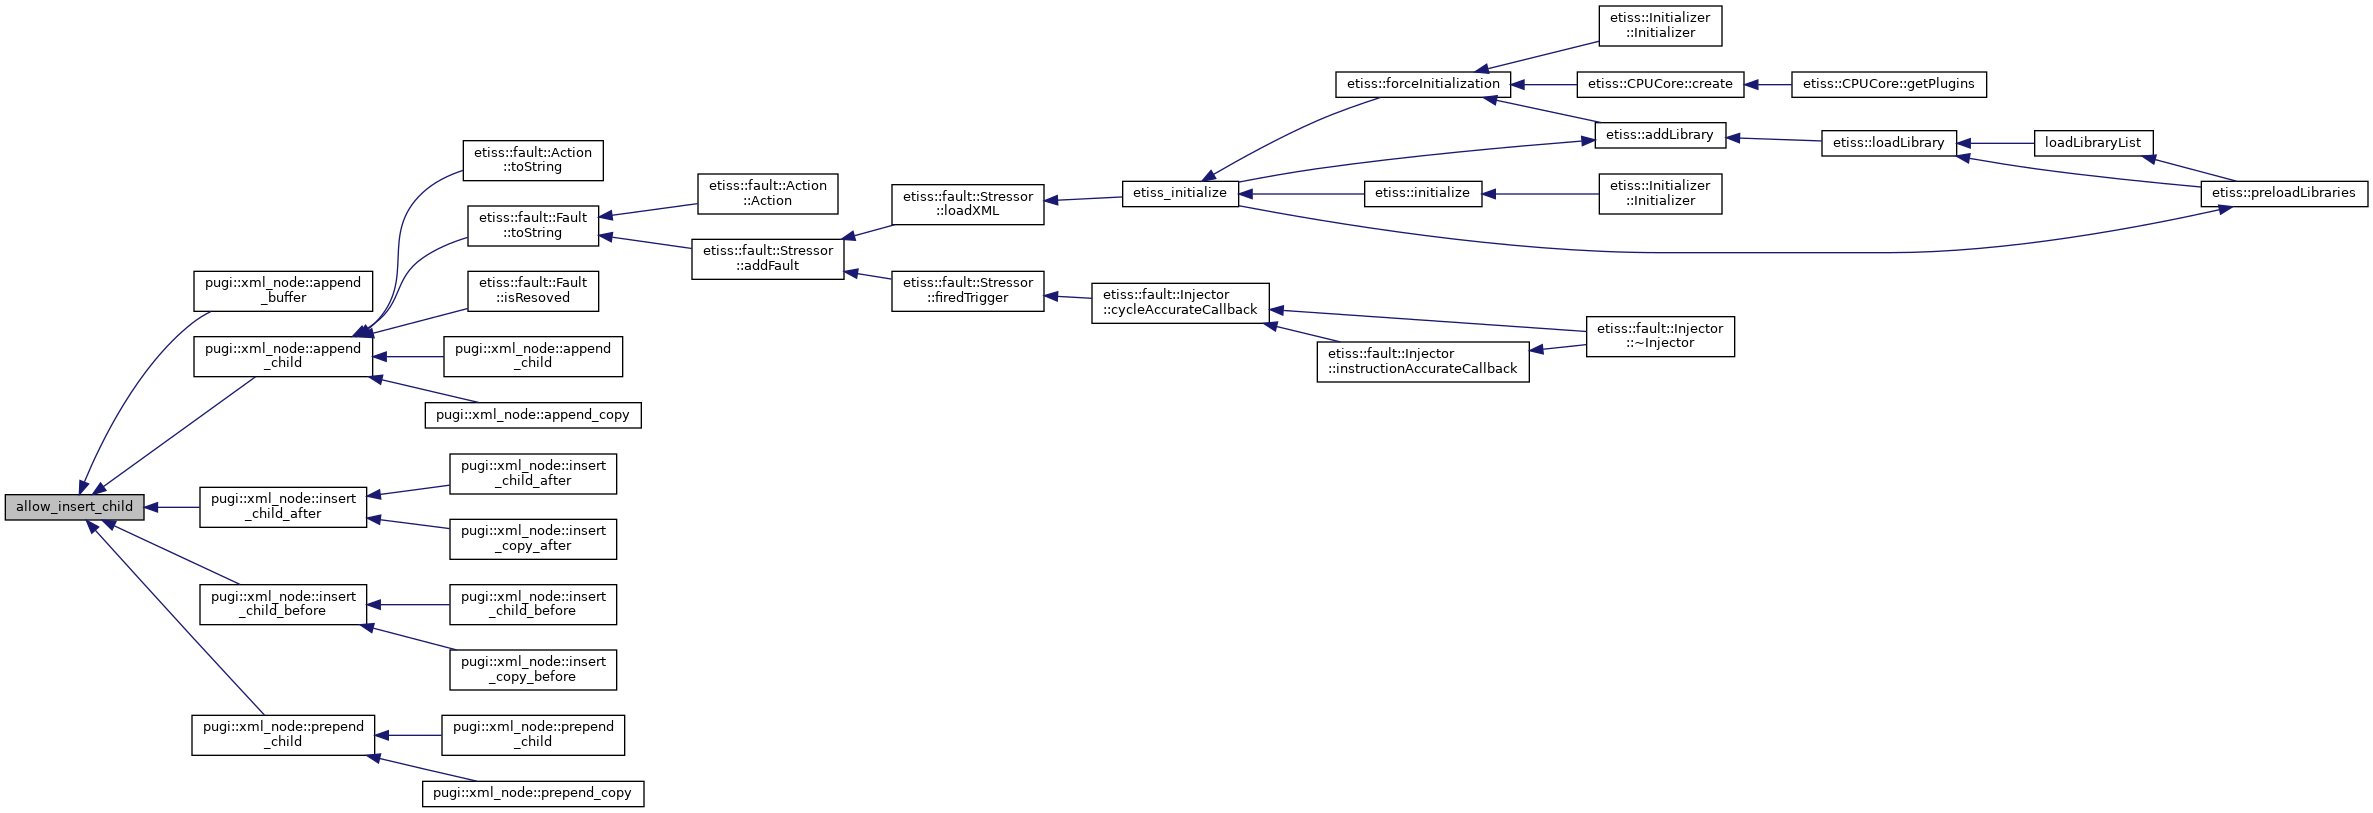 allow_insert_child
pugi::xml_node::append
_buffer
pugi::xml_node::append
_child
pugi::xml_node::insert
_child_after
pugi::xml_node::insert
_child_before
pugi::xml_node::prepend
_child
etiss::fault::Action
::toString
etiss::fault::Fault
::toString
etiss::fault::Fault
::isResoved
pugi::xml_node::append
_child
pugi::xml_node::append_copy
pugi::xml_node::insert
_child_after
pugi::xml_node::insert
_copy_after
pugi::xml_node::insert
_child_before
pugi::xml_node::insert
_copy_before
pugi::xml_node::prepend
_child
pugi::xml_node::prepend_copy
etiss::fault::Action
::Action
etiss::fault::Stressor
::addFault
etiss::fault::Stressor
::loadXML
etiss::fault::Stressor
::firedTrigger
etiss_initialize
etiss::fault::Injector
::cycleAccurateCallback
etiss::forceInitialization
etiss::initialize
etiss::fault::Injector
::instructionAccurateCallback
etiss::Initializer
::Initializer
etiss::CPUCore::create
etiss::addLibrary
etiss::Initializer
::Initializer
etiss::fault::Injector
::~Injector
etiss::CPUCore::getPlugins
etiss::loadLibrary
loadLibraryList
etiss::preloadLibraries